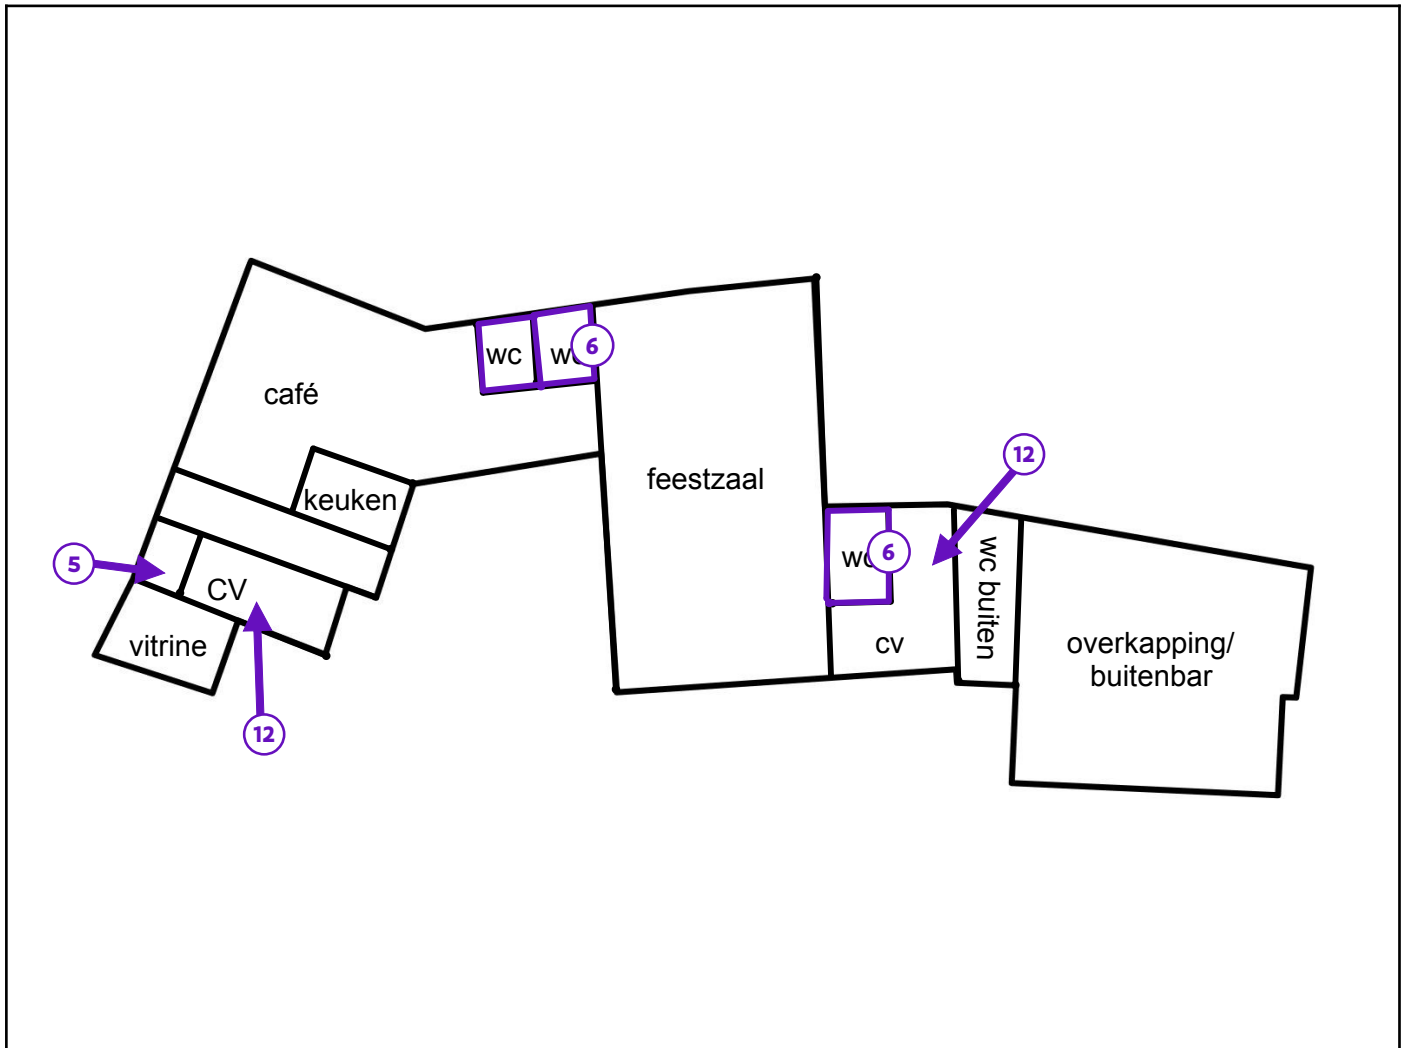 wc
6
café
12
feestzaal
keuken
wc buiten
5
6
CV
vitrine
cv
overkapping/
buitenbar
12